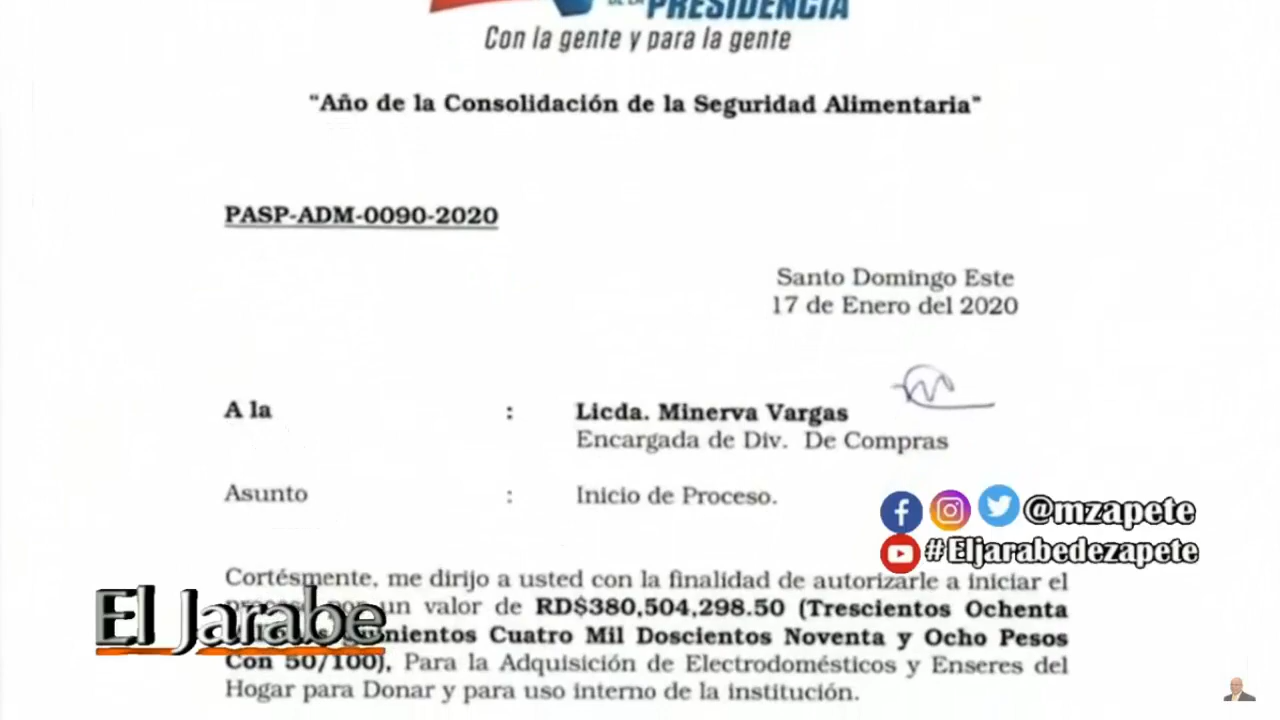 DE LA PRESIDENCIA
Con la gente y para la gente
"Año de la Consolidación de la Seguridad Alimentaria"
PASP-ADM-0090-2020
Santo Domingo Este
17 de Enero del 2020
A la : Licda. Minerva Vargas
Encargada de Div. De Compras
Asunto : Inicio de Proceso.
@mzapete
#Eljarabedezapete
Cortésmente, me dirijo a usted con la finalidad de autorizarle a iniciar el
un valor de RD$380,504,298.50 (Trescientos Ochenta
Cuatro Mil Doscientos Noventa y Ocho Pesos
Con 50/100), Para la Adquisición de Electrodomésticos y Enseres del
Hogar para Donar y para uso interno de la institución.
El Jarabe